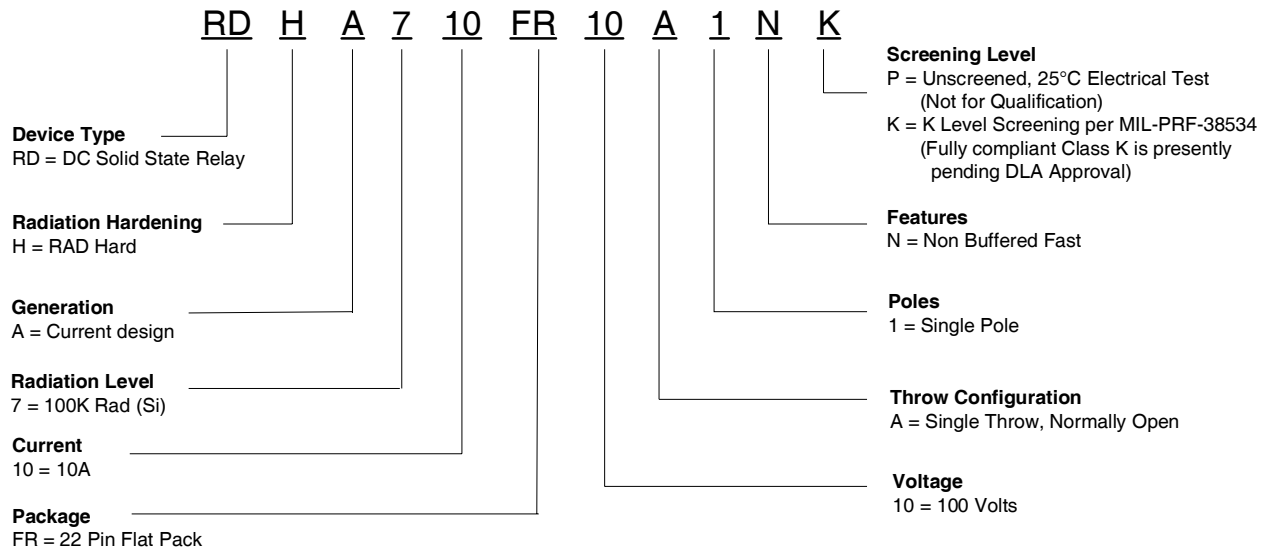 RD H A 7 10 FR 10 A 1 N K
Device Type
RD = DC Solid State Relay
Radiation Hardening
H = RAD Hard
Generation
A = Current design
Radiation Level
7 = 100K Rad (Si)
Current
10 = 10A
Package
FR = 22 Pin Flat Pack
Screening Level
P = Unscreened, 25°C Electrical Test
(Not for Qualification)
K = K Level Screening per MIL-PRF-38534
(Fully compliant Class K is presently
pending DLA Approval)
Features
N = Non Buffered Fast
Poles
1 = Single Pole
Throw Configuration
A = Single Throw, Normally Open
Voltage
10 = 100 Volts